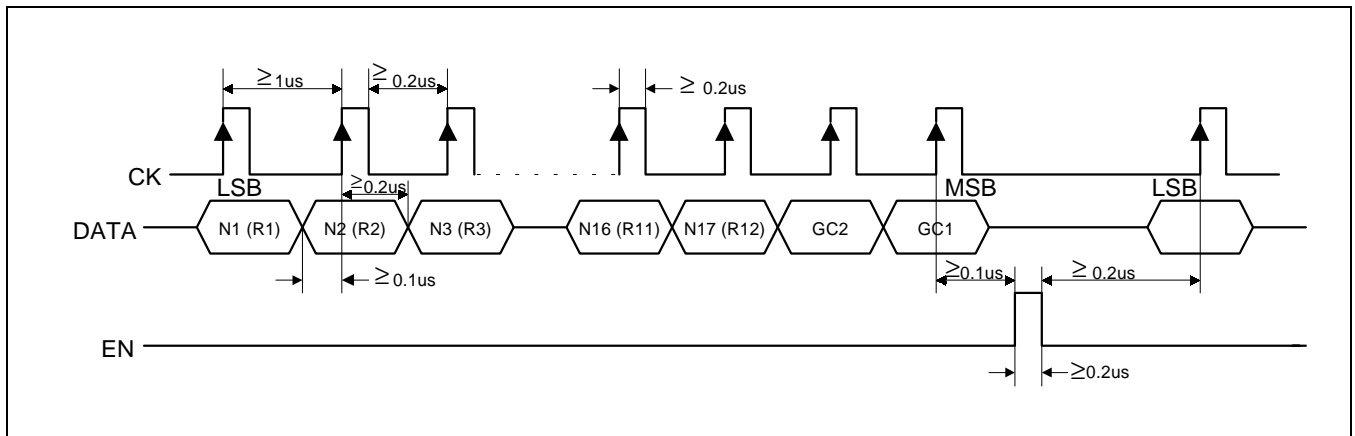 ≥ 1us
≥ 0.2us
≥ 0.2us
CK
LSB
≥0.2us
MSB
LSB
DATA
N1 (R1)
N2 (R2)
N3 (R3)
N16 (R11)
N17 (R12)
GC2
GC1
≥ 0.1us
≥0.1us
≥ 0.2us
EN
≥0.2us